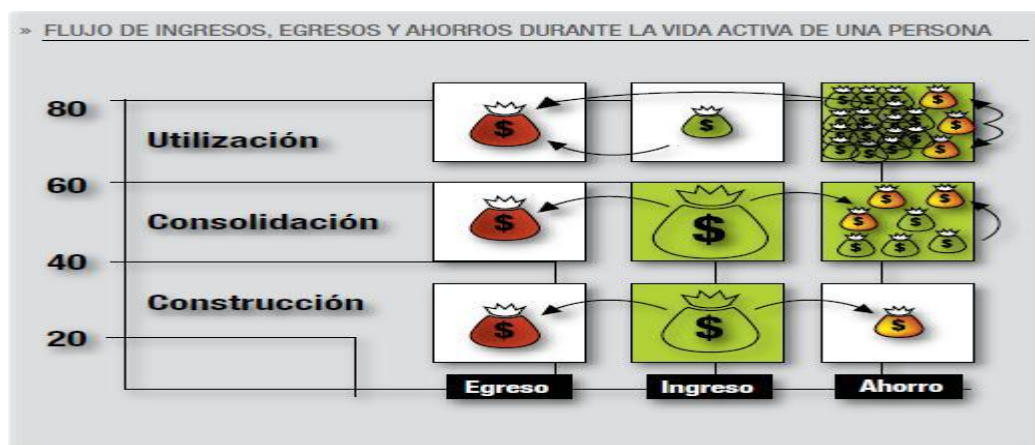 » FLUJO DE INGRESOS, EGRESOS Y AHORROS DURANTE LA VIDA ACTIVA DE UNA PERSONA
80
Utilización
$ $ $
60
Consolidación
$ $ $
40
Construcción
$ $ $
20
Egreso Ingreso Ahorro